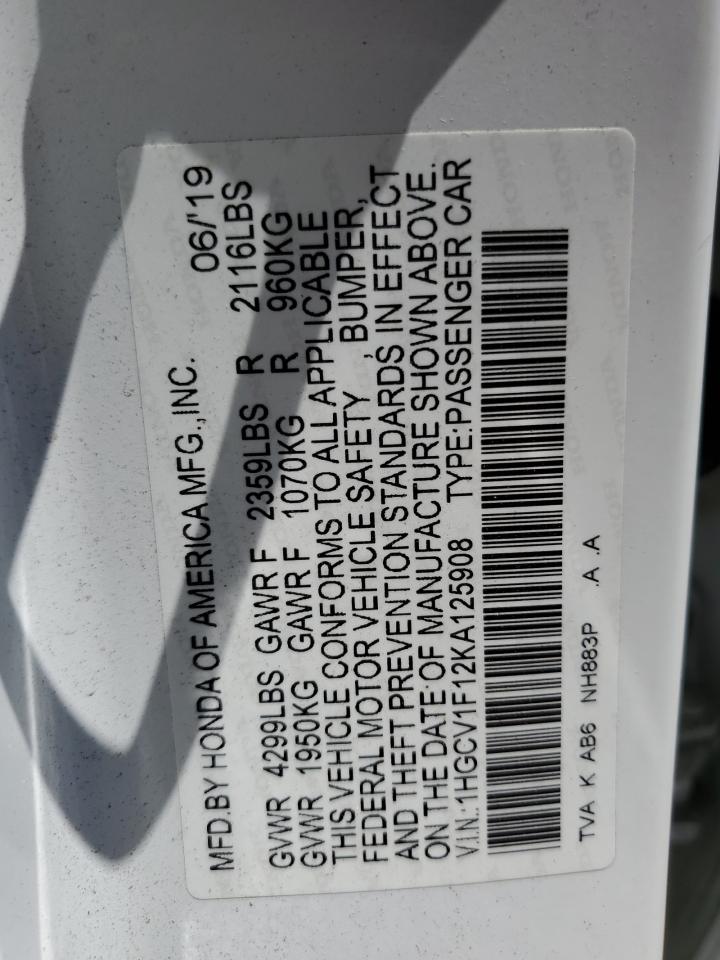 MFD.BY HONDA OF AMERICA MFG.,INC. 06/'19
GVWR 4299LBS GAWR F 2359LBS R 2116LBS
GVWR 1950KG GAWR F 1070KG R 960KG
THIS VEHICLE CONFORMS TO ALL APPLICABLE
FEDERAL MOTOR VEHICLE SAFETY , BUMPER,
AND THEFT PREVENTION STANDARDS IN EFFECT
ON THE DATE OF MANUFACTURE SHOWN ABOVE.
V.I.N.:1HGCV1F12KA125908 TYPE:PASSENGER CAR
TVA K AB6 NH883P .A .A